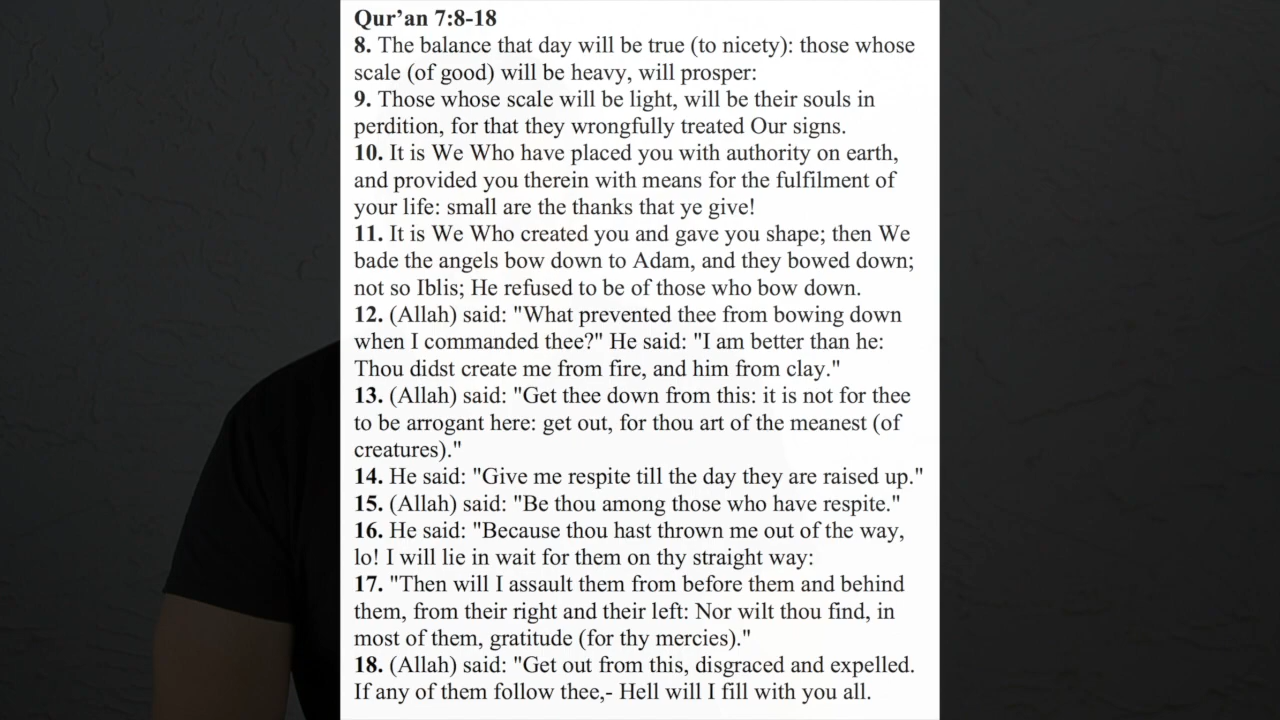 Qur’an 7:8-18
8. The balance that day will be true (to nicety): those whose
scale (of good) will be heavy, will prosper:
9. Those whose scale will be light, will be their souls in
perdition, for that they wrongfully treated Our signs.
10. It is We Who have placed you with authority on earth,
and provided you therein with means for the fulfilment of
your life: small are the thanks that ye give!
11. It is We Who created you and gave you shape; then We
bade the angels bow down to Adam, and they bowed down;
not so Iblis; He refused to be of those who bow down.
12. (Allah) said: "What prevented thee from bowing down
when I commanded thee?" He said: "I am better than he:
Thou didst create me from fire, and him from clay."
13. (Allah) said: "Get thee down from this: it is not for thee
to be arrogant here: get out, for thou art of the meanest (of
creatures)."
14. He said: "Give me respite till the day they are raised up."
15. (Allah) said: "Be thou among those who have respite."
16. He said: "Because thou hast thrown me out of the way,
lo! I will lie in wait for them on thy straight way:
17. "Then will I assault them from before them and behind
them, from their right and their left: Nor wilt thou find, in
most of them, gratitude (for thy mercies)."
18. (Allah) said: "Get out from this, disgraced and expelled.
If any of them follow thee,- Hell will I fill with you all.